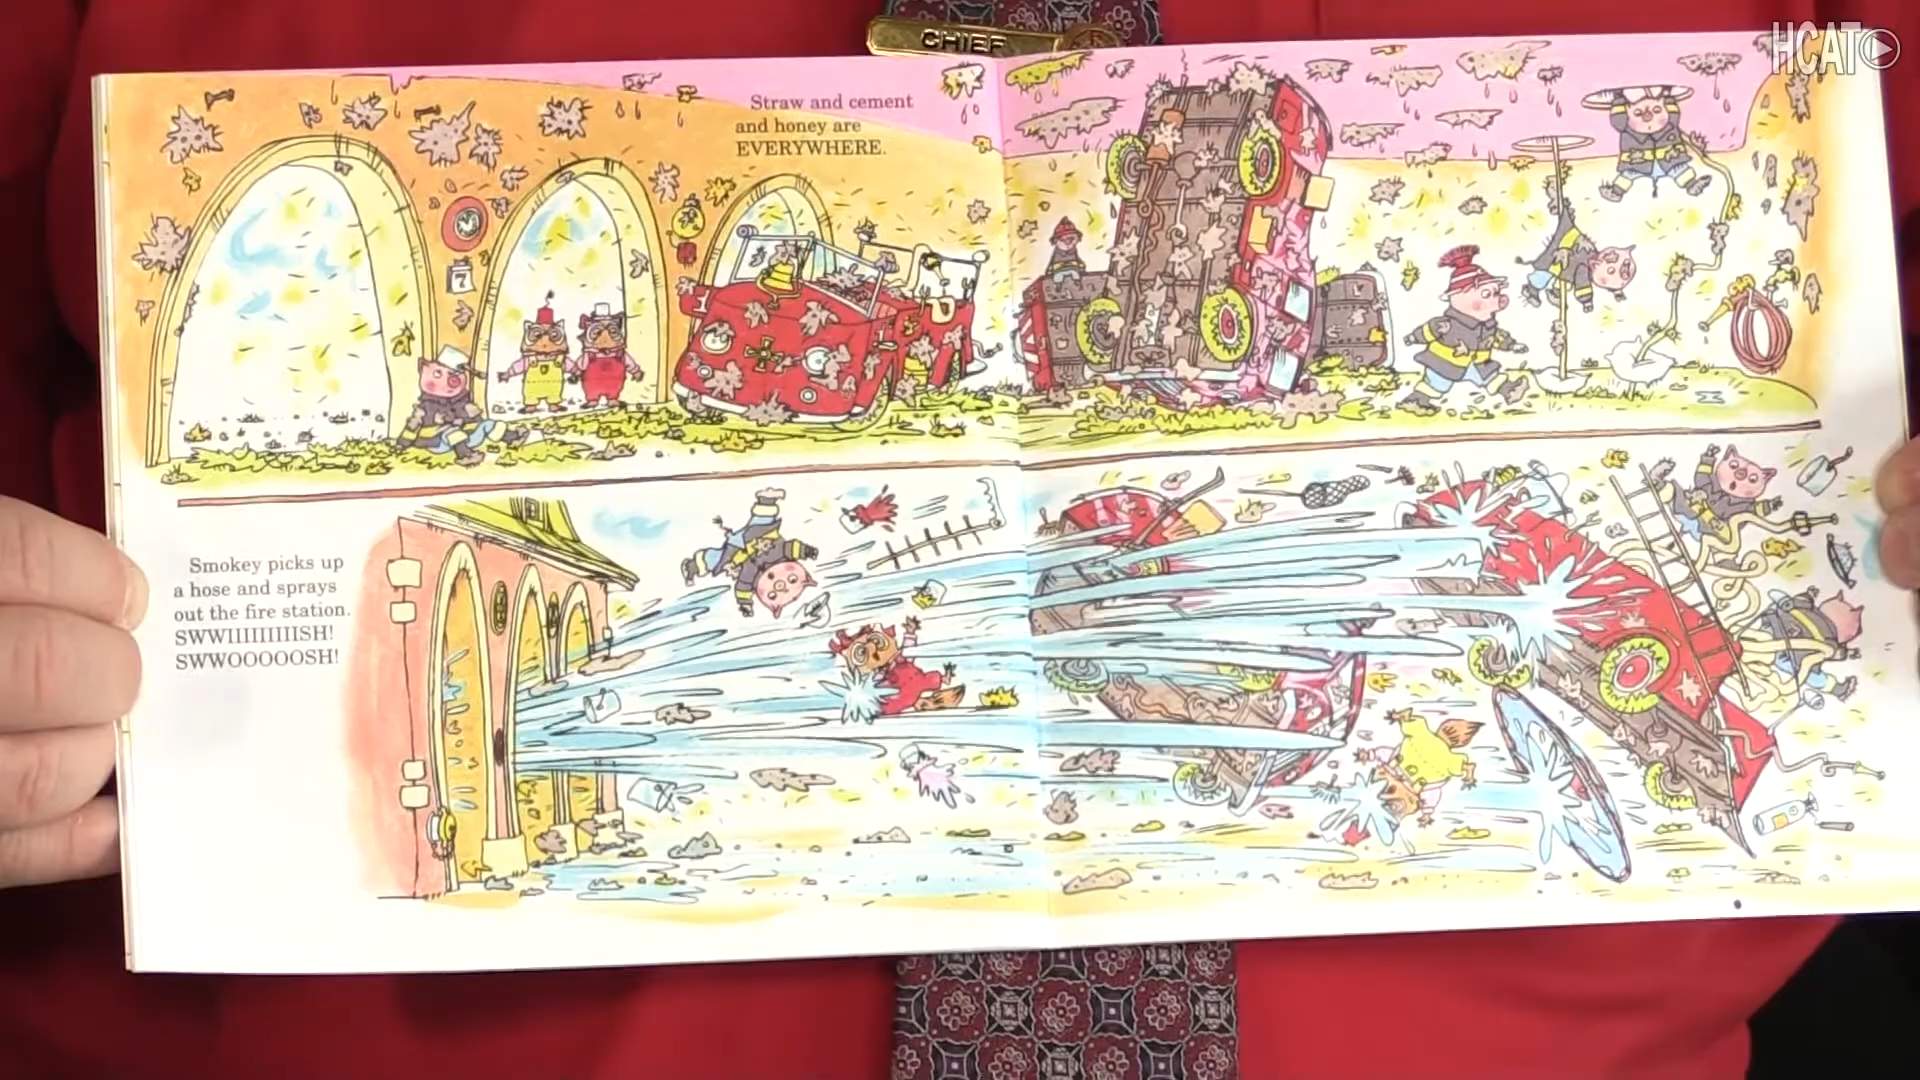 CHIEF
HCAT
Straw and cement
and honey are
EVERYWHERE.
7
1
Smokey picks up
a hose and sprays
out the fire station.
SWWIIIIIIIIISH!
SWWOOOOOSH!